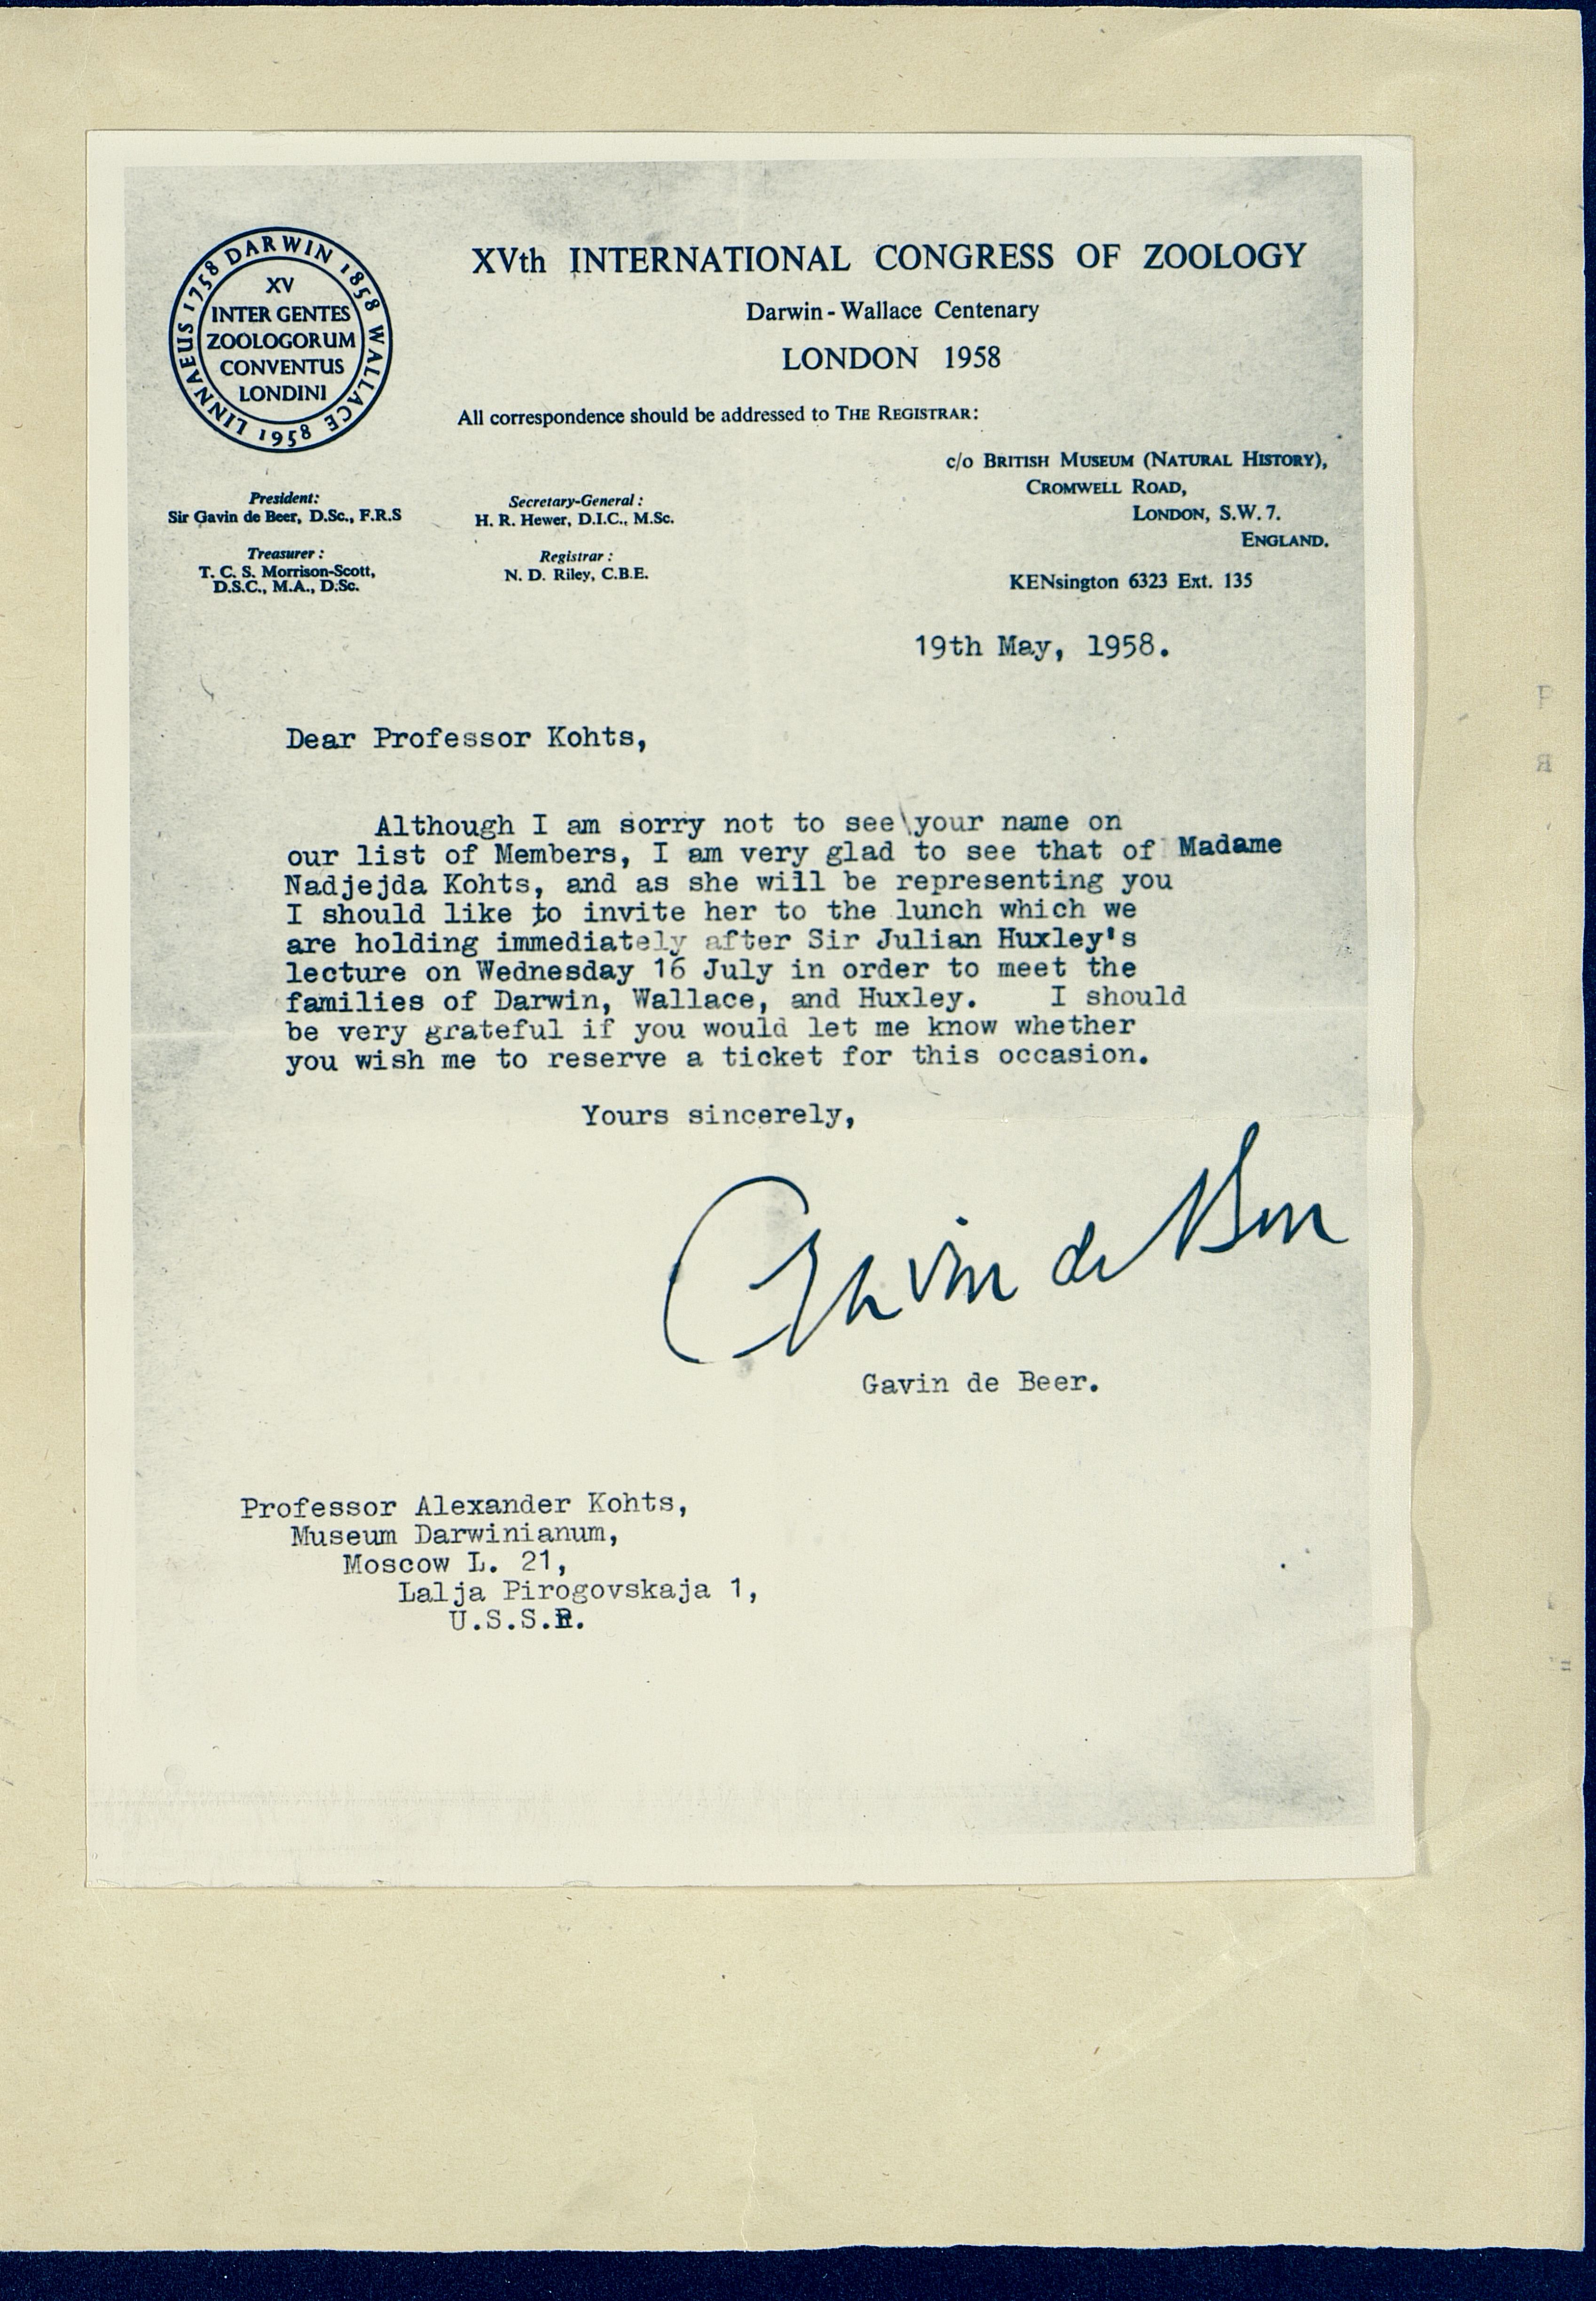 LINNAEUS 1758 DARWIN 1858 WALLACE 1958
XV
INTER GENTES
ZOOLOGORUM
CONVENTUS
LONDINI
XVth INTERNATIONAL CONGRESS OF ZOOLOGY
Darwin - Wallace Centenary
LONDON 1958
All correspondence should be addressed to THE REGISTRAR:
c/o BRITISH MUSEUM (NATURAL HISTORY),
CROMWELL ROAD,
LONDON, S.W. 7.
ENGLAND.
KENsington 6323 Ext. 135
President:
Sir Gavin de Beer, D.Sc., F.R.S
Treasurer :
T. C. S. Morrison-Scott,
D.S.C., M.A., D.Sc.
Secretary-General :
H. R. Hewer, D.I.C., M.Sc.
Registrar :
N. D. Riley, C.B.E.
19th May, 1958.
Dear Professor Kohts,
Although I am sorry not to see your name on
our list of Members, I am very glad to see that of Madame
Nadjejda Kohts, and as she will be representing you
I should like to invite her to the lunch which we
are holding immediately after Sir Julian Huxley's
lecture on Wednesday 16 July in order to meet the
families of Darwin, Wallace, and Huxley. I should
be very grateful if you would let me know whether
you wish me to reserve a ticket for this occasion.
Yours sincerely,
Gavin de Beer
Gavin de Beer.
Professor Alexander Kohts,
Museum Darwinianum,
Moscow L. 21,
Lalja Pirogovskaja 1,
U.S.S.R.